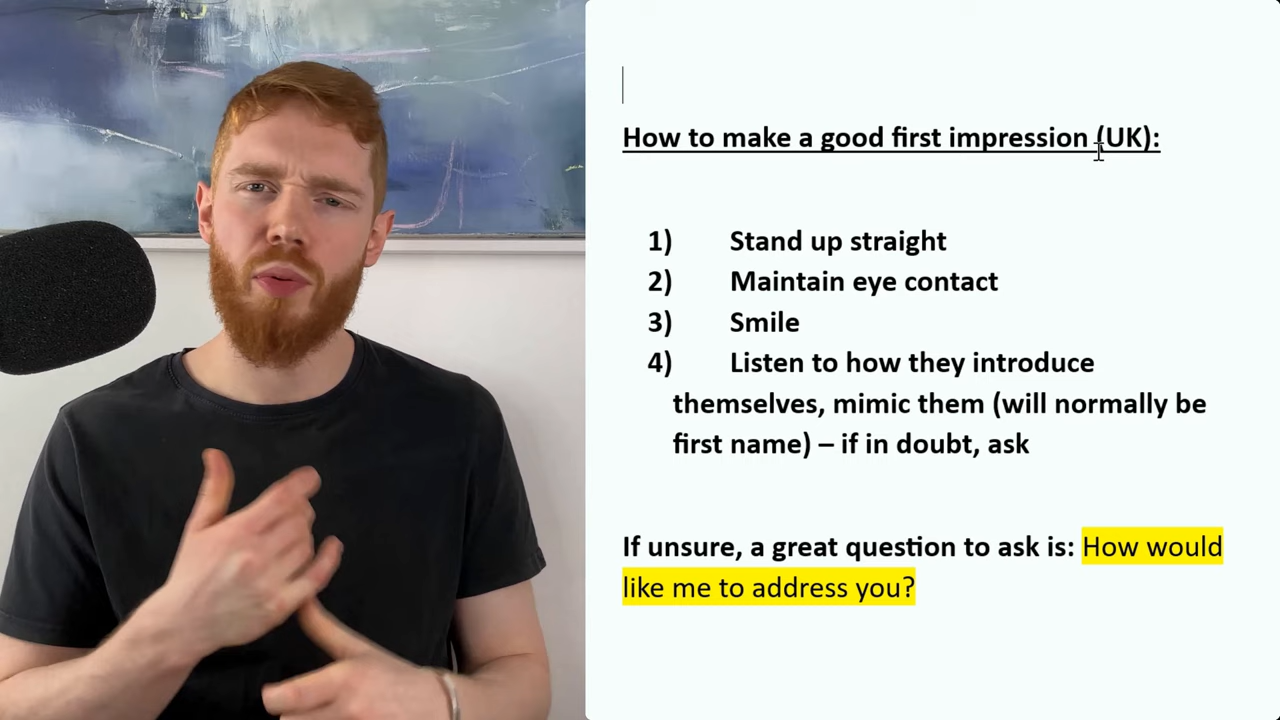 How to make a good first impression (UK):
1) Stand up straight
2) Maintain eye contact
3) Smile
4) Listen to how they introduce
themselves, mimic them (will normally be
first name) – if in doubt, ask
If unsure, a great question to ask is: How would
like me to address you?